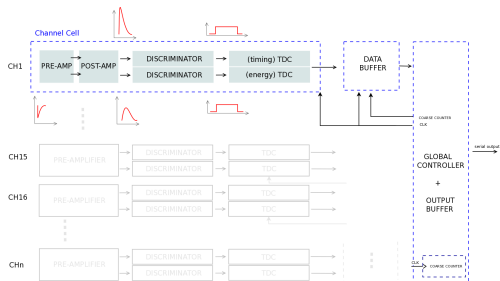 Channel Cell
CH1
PRE-AMP
POST-AMP
DISCRIMINATOR
DISCRIMINATOR
(timing) TDC
(energy) TDC
DATA
BUFFER
COARSE COUNTER
CLK
serial output
CH15
PRE-AMPLIFIER
DISCRIMINATOR
DISCRIMINATOR
TDC
TDC
GLOBAL
CONTROLLER
+
OUTPUT
BUFFER
CH16
PRE-AMPLIFIER
DISCRIMINATOR
DISCRIMINATOR
TDC
TDC
CHn
PRE-AMPLIFIER
DISCRIMINATOR
DISCRIMINATOR
TDC
TDC
CLK
COARSE COUNTER